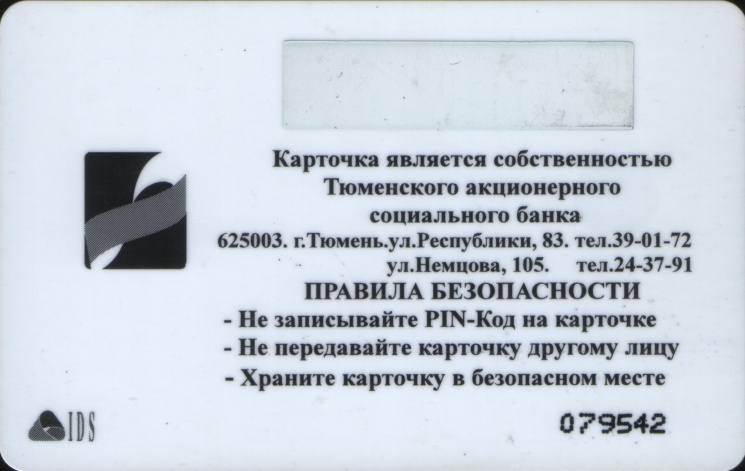 Карточка является собственностью
Тюменского акционерного
социального банка
625003. г.Тюмень.ул.Республики, 83. тел.39-01-72
ул.Немцова, 105. тел.24-37-91
ПРАВИЛА БЕЗОПАСНОСТИ
- Не записывайте PIN-Код на карточке
- Не передавайте карточку другому лицу
- Храните карточку в безопасном месте
IDS
079542